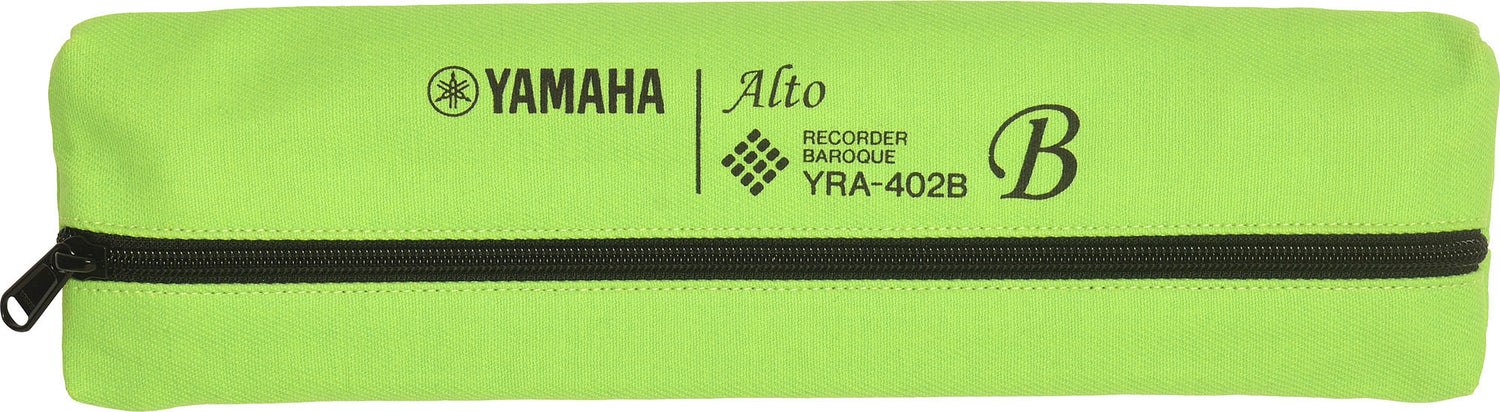 YAMAHA
Alto
RECORDER
BAROQUE
YRA-402B
B